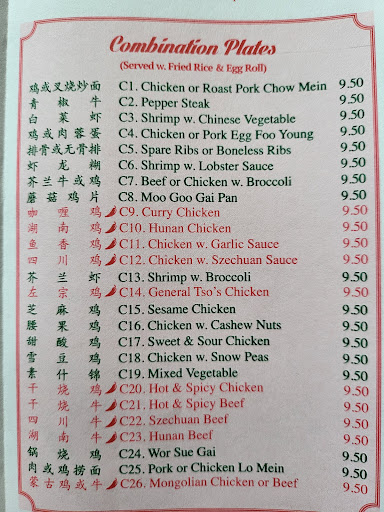 Combination Plates
(Served w. Fried Rice & Egg Roll)
鸡或叉烧炒面 C1. Chicken or Roast Pork Chow Mein 9.50
青椒牛 C2. Pepper Steak 9.50
白菜虾 C3. Shrimp w. Chinese Vegetable 9.50
鸡或肉蓉蛋 C4. Chicken or Pork Egg Foo Young 9.50
排骨或无骨排 C5. Spare Ribs or Boneless Ribs 9.50
虾龙糊 C6. Shrimp w. Lobster Sauce 9.50
芥兰牛或鸡 C7. Beef or Chicken w. Broccoli 9.50
蘑菇鸡片 C8. Moo Goo Gai Pan 9.50
咖喱鸡 C9. Curry Chicken 9.50
湖南鸡 C10. Hunan Chicken 9.50
鱼香鸡 C11. Chicken w. Garlic Sauce 9.50
四川鸡 C12. Chicken w. Szechuan Sauce 9.50
芥兰虾 C13. Shrimp w. Broccoli 9.50
左宗鸡 C14. General Tso's Chicken 9.50
芝麻鸡 C15. Sesame Chicken 9.50
腰果鸡 C16. Chicken w. Cashew Nuts 9.50
甜酸鸡 C17. Sweet & Sour Chicken 9.50
雪豆鸡 C18. Chicken w. Snow Peas 9.50
素什锦 C19. Mixed Vegetable 9.50
干烧鸡 C20. Hot & Spicy Chicken 9.50
干烧牛 C21. Hot & Spicy Beef 9.50
四川牛 C22. Szechuan Beef 9.50
湖南牛 C23. Hunan Beef 9.50
锅烧鸡 C24. Wor Sue Gai 9.50
肉或鸡捞面 C25. Pork or Chicken Lo Mein 9.50
蒙古鸡或牛 C26. Mongolian Chicken or Beef 9.50